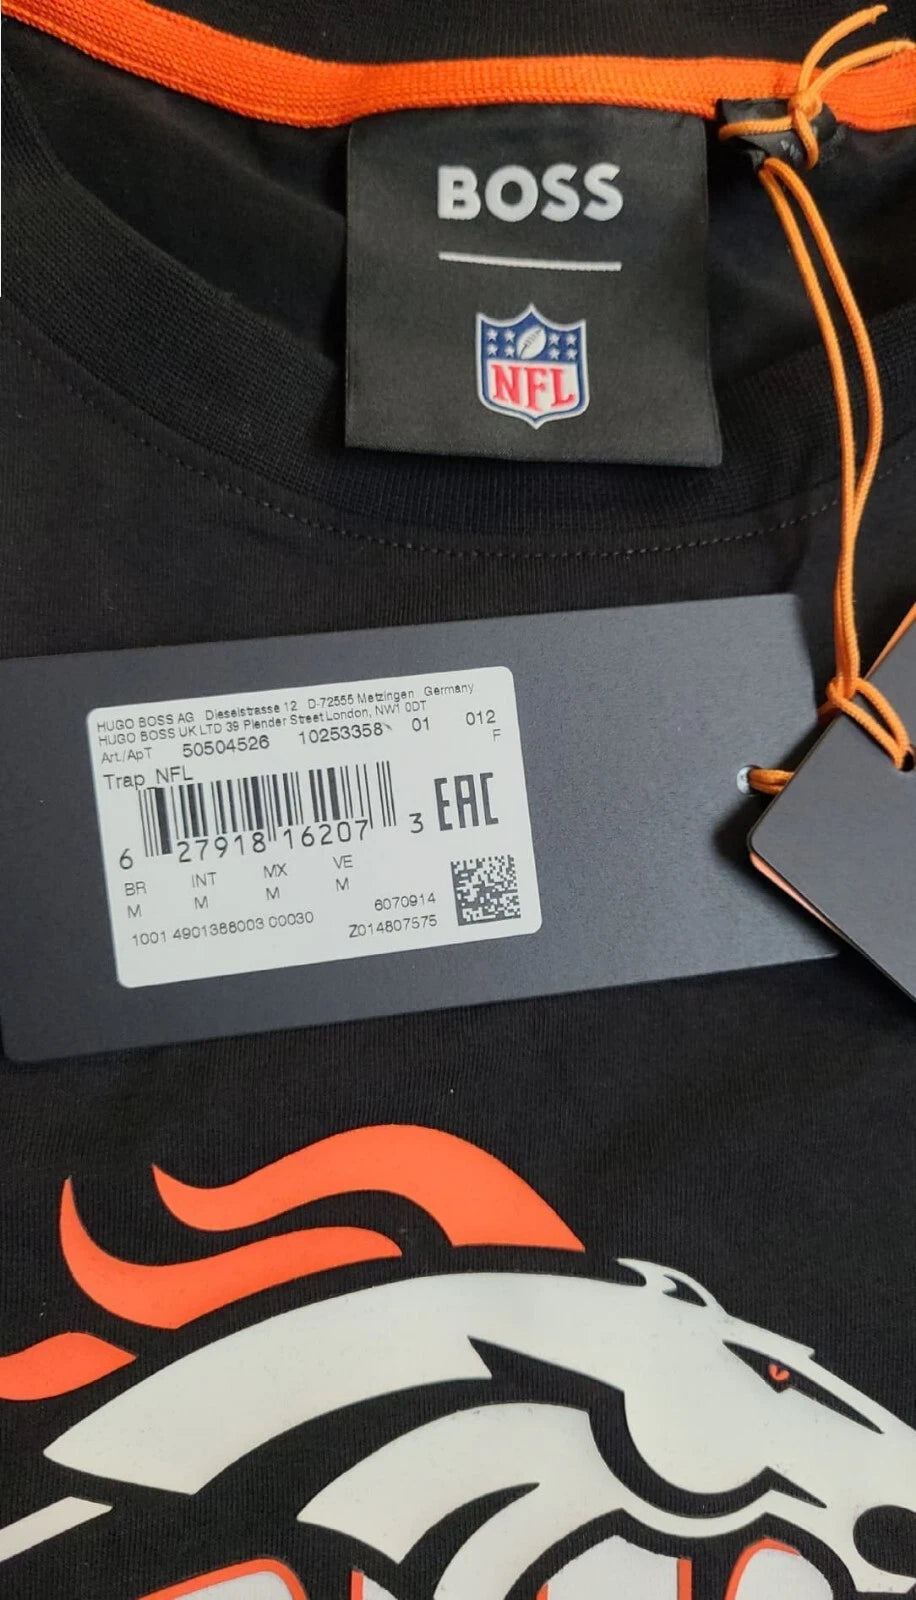 BOSS
NFL
HUGO BOSS AG Dieselstrasse 12 D-72555 Metzingen Germany
HUGO BOSS UK LTD 39 Plender Street London, NW1 0DT
Art./ApT 50504526 10253358 01 012
F
Trap_NFL
6 27918 16207 3 EAC
BR INT MX VE
M M M M
6070914
1001 4901388003 00030 Z014807575